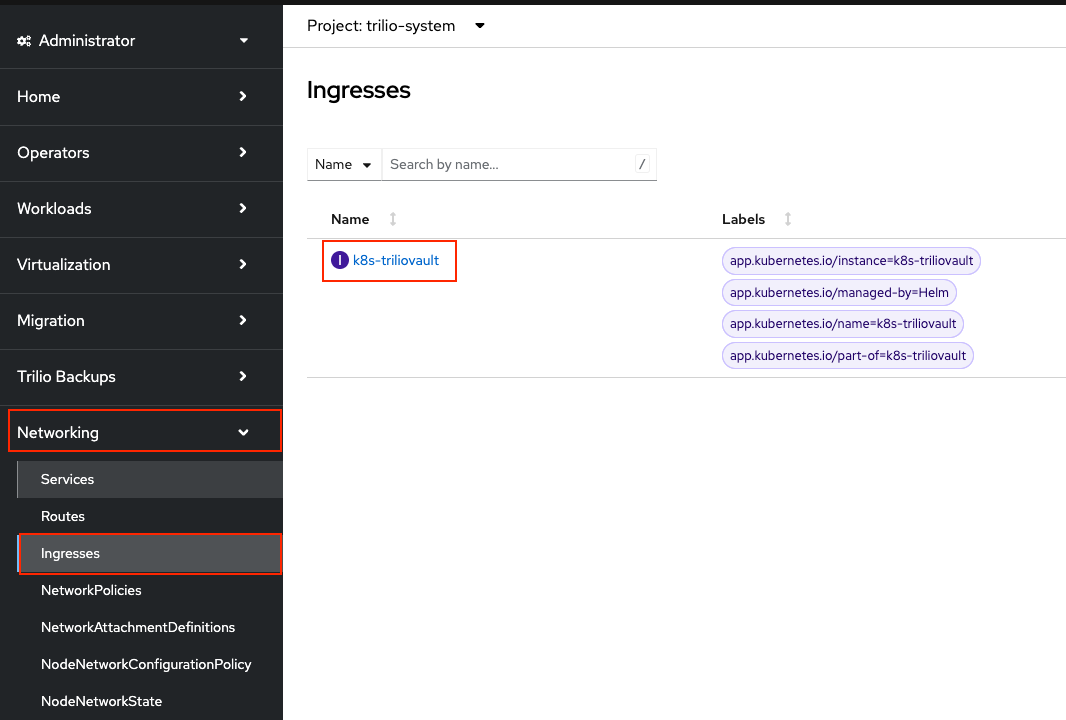 Administrator
Home
Operators
Workloads
Virtualization
Migration
Trilio Backups
Networking
Services
Routes
Ingresses
NetworkPolicies
NetworkAttachmentDefinitions
NodeNetworkConfigurationPolicy
NodeNetworkState
Project: trilio-system
Ingresses
Name Search by name... /
Name Labels
I k8s-triliovault app.kubernetes.io/instance=k8s-triliovault
app.kubernetes.io/managed-by=Helm
app.kubernetes.io/name=k8s-triliovault
app.kubernetes.io/part-of=k8s-triliovault